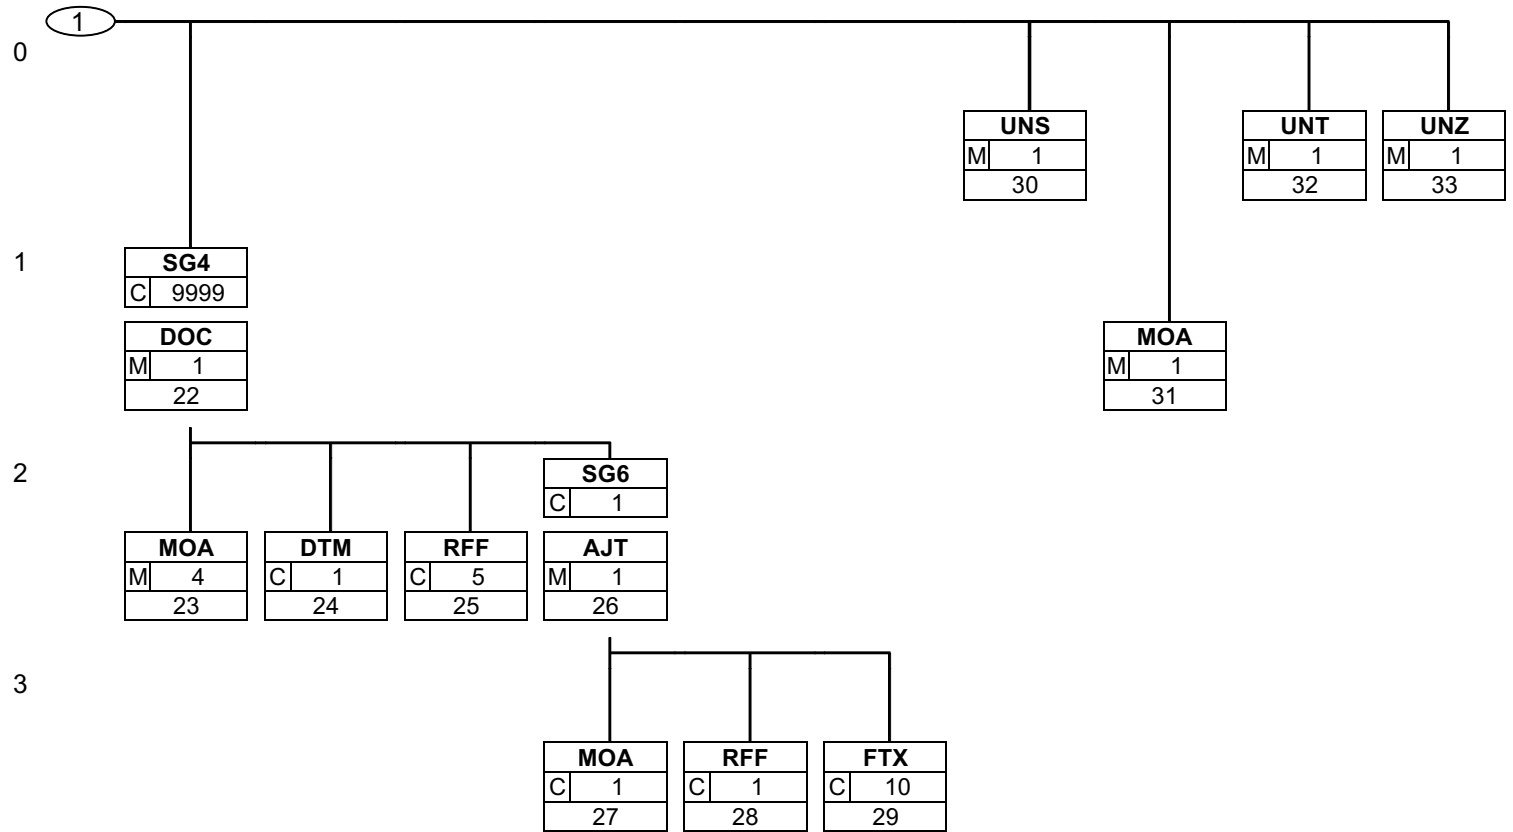 1
0
UNS UNT UNZ
M 1 M 1 M 1
30 32 33
1
SG4
C 9999
DOC MOA
M 1 M 1
22 31
2
SG6
C 1
MOA DTM RFF AJT
M 4 C 1 C 5 M 1
23 24 25 26
3
MOA RFF FTX
C 1 C 1 C 10
27 28 29